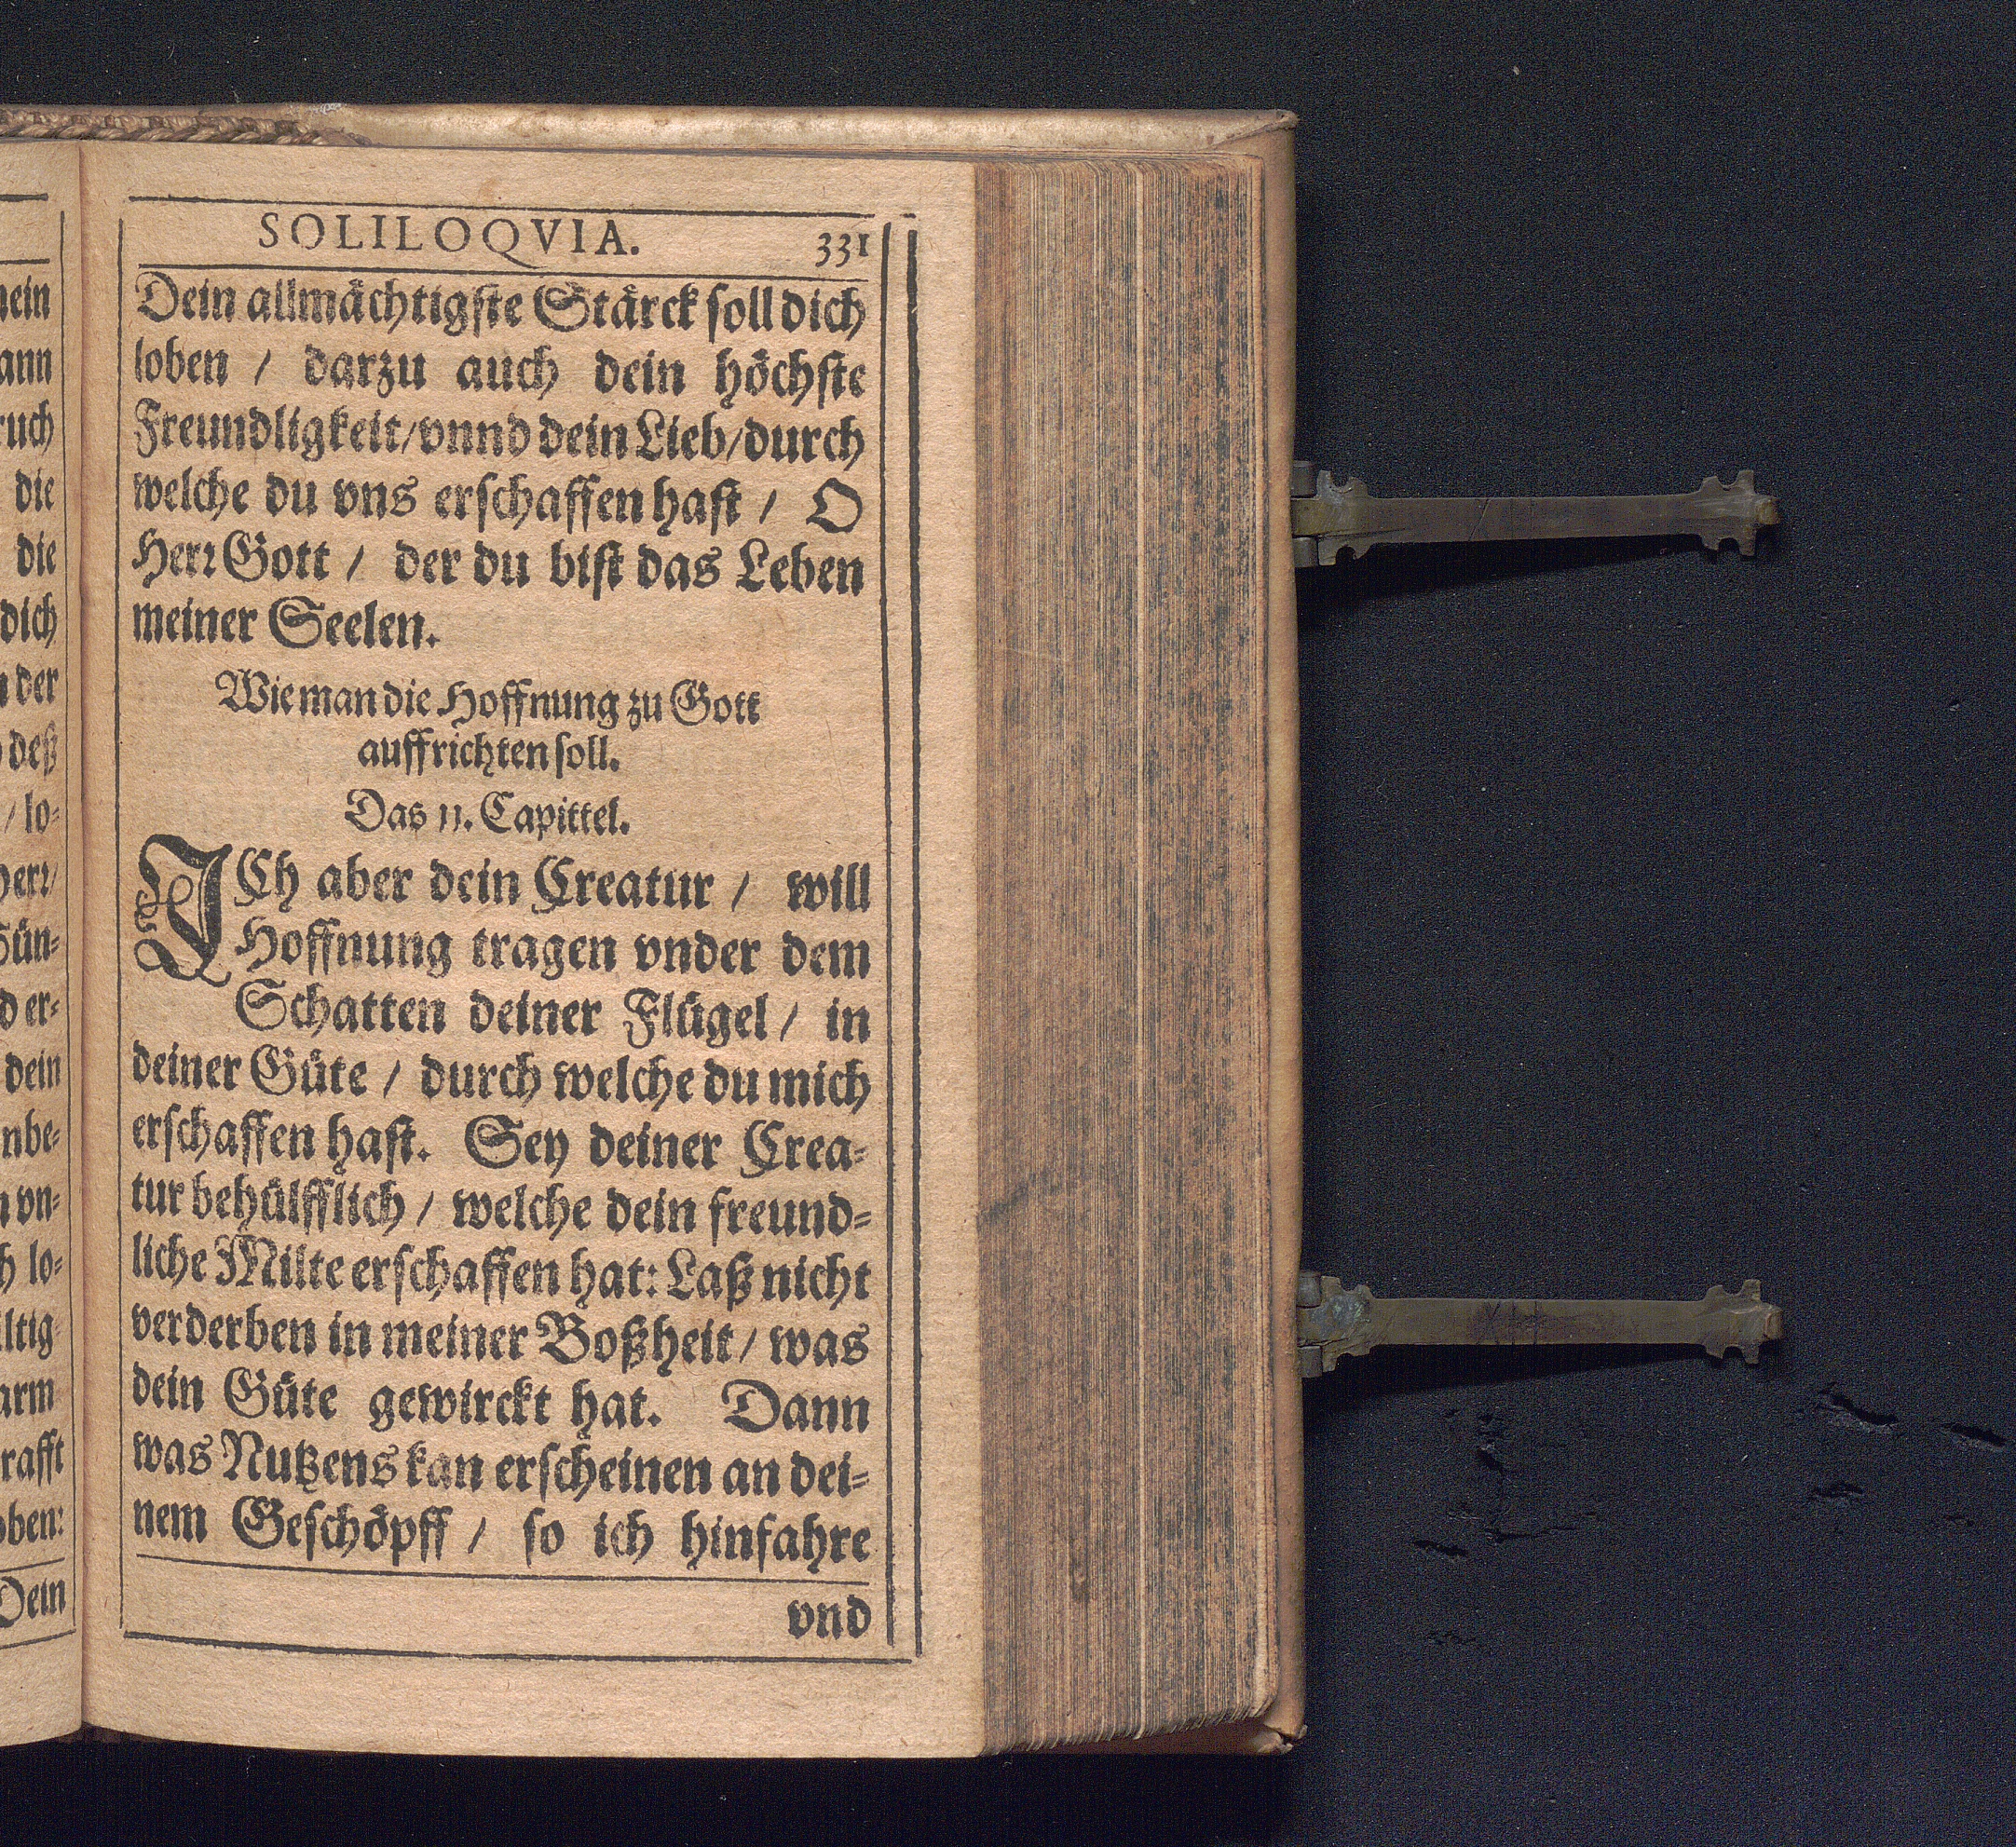 SOLILOQVIA. 331
Dein allmächtigste Stärck soll dich
loben / darzu auch dein höchste
Freundligkeit/vnnd dein Lieb/durch
welche du vns erschaffen hast / O
Herr Gott / der du bist das Leben
meiner Seelen.
Wie man die Hoffnung zu Gott
auffrichten soll.
Das 11. Capittel.
ICh aber dein Creatur / will
Hoffnung tragen vnder dem
Schatten deiner Flügel / in
deiner Güte / durch welche du mich
erschaffen hast. Sey deiner Crea-
tur behülfflich / welche dein freund-
liche Milte erschaffen hat: Laß nicht
verderben in meiner Boßheit / was
dein Güte gewirckt hat. Dann
was Nutzens kan erscheinen an dei-
nem Geschöpff / so ich hinfahre
vnd